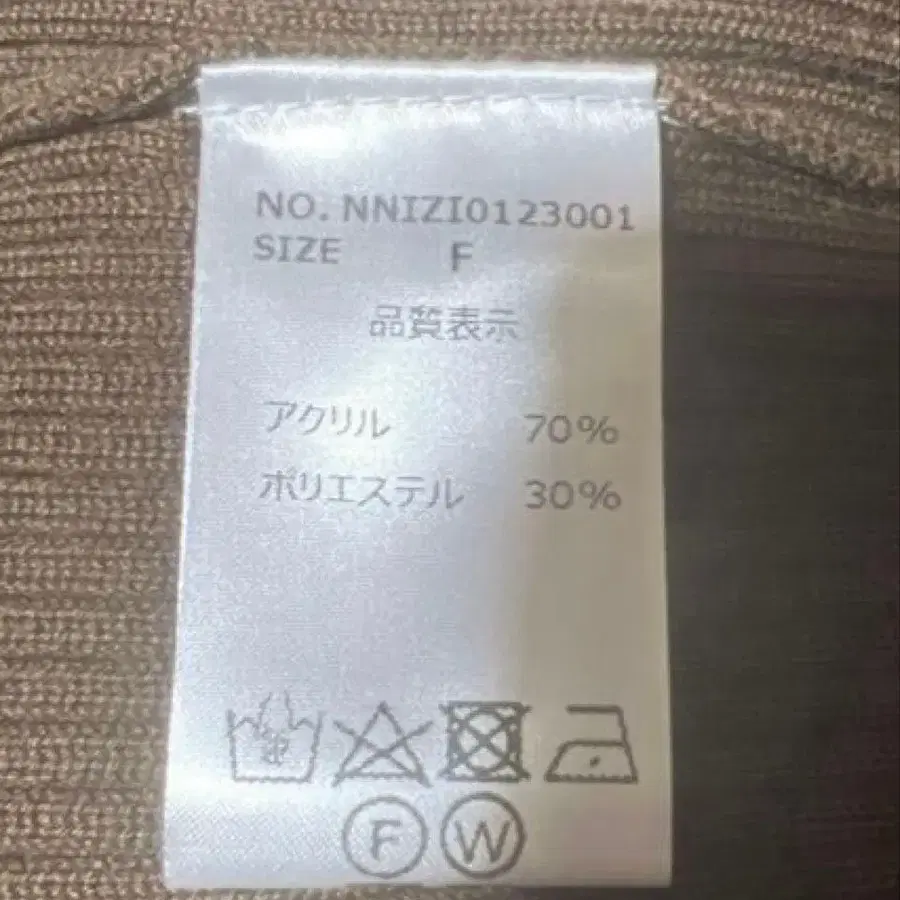 NO. NNIZI0123001
SIZE F
品質表示
アクリル 70%
ポリエステル 30%
F W